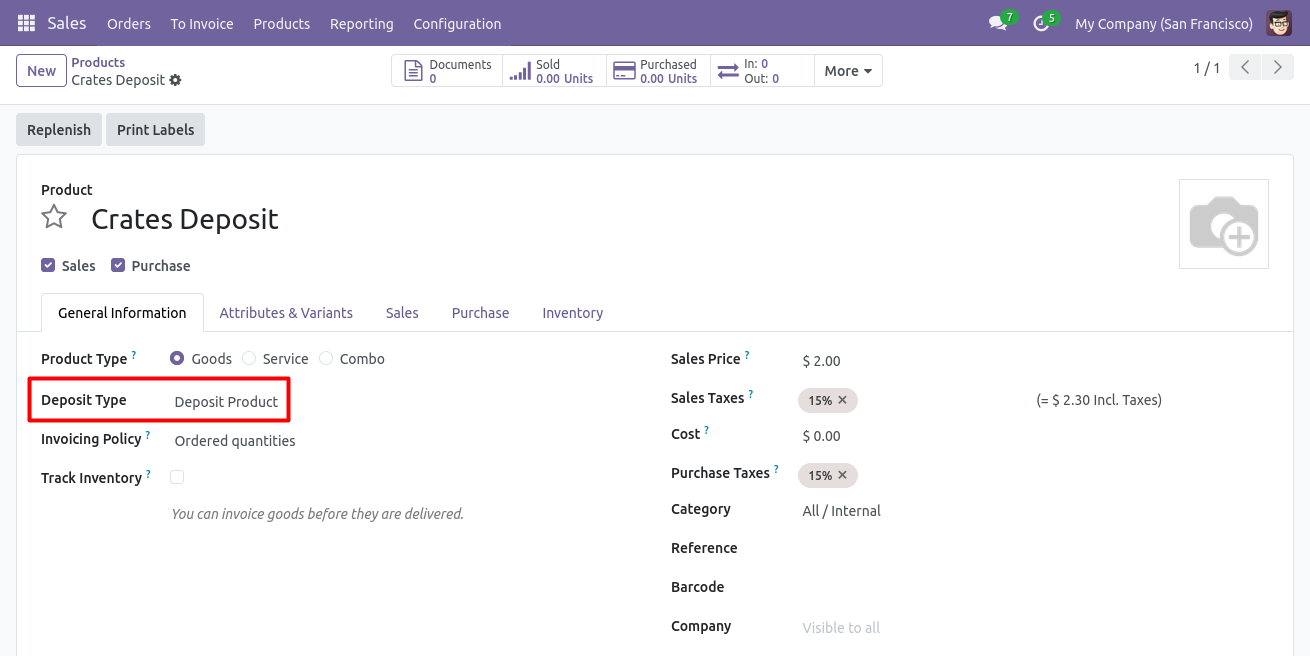 Sales Orders To Invoice Products Reporting Configuration 7 5 My Company (San Francisco)
New Products Documents Sold Purchased In: 0 More 1 / 1
Crates Deposit 0 0.00 Units 0.00 Units Out: 0
Replenish Print Labels
Product
Crates Deposit
Sales Purchase
General Information Attributes & Variants Sales Purchase Inventory
Product Type ? Goods Service Combo
Deposit Type Deposit Product
Invoicing Policy ? Ordered quantities
Track Inventory ?
You can invoice goods before they are delivered.
Sales Price ? $ 2.00
Sales Taxes ? 15% × (= $ 2.30 Incl. Taxes)
Cost ? $ 0.00
Purchase Taxes ? 15% ×
Category All / Internal
Reference
Barcode
Company Visible to all